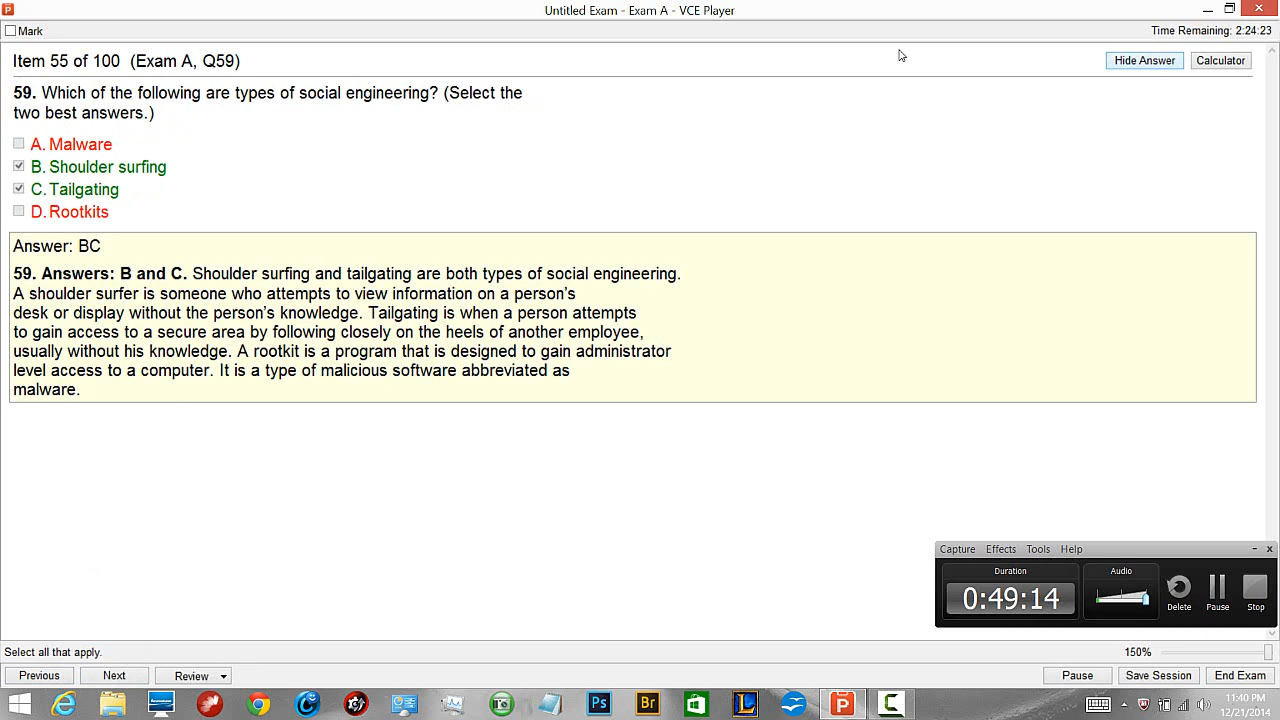 Untitled Exam - Exam A - VCE Player
Mark
Time Remaining: 2:24:23
Item 55 of 100 (Exam A, Q59)
Hide Answer
Calculator
59. Which of the following are types of social engineering? (Select the
two best answers.)
A. Malware
B. Shoulder surfing
C. Tailgating
D. Rootkits
Answer: BC
59. Answers: B and C. Shoulder surfing and tailgating are both types of social engineering.
A shoulder surfer is someone who attempts to view information on a person's
desk or display without the person's knowledge. Tailgating is when a person attempts
to gain access to a secure area by following closely on the heels of another employee,
usually without his knowledge. A rootkit is a program that is designed to gain administrator
level access to a computer. It is a type of malicious software abbreviated as
malware.
Capture Effects Tools Help
Duration
Audio
0:49:14
Delete
Pause
Stop
Select all that apply.
150%
Previous
Next
Review
Pause
Save Session
End Exam
Ps
Br
L
P
C
11:40 PM
12/21/2014